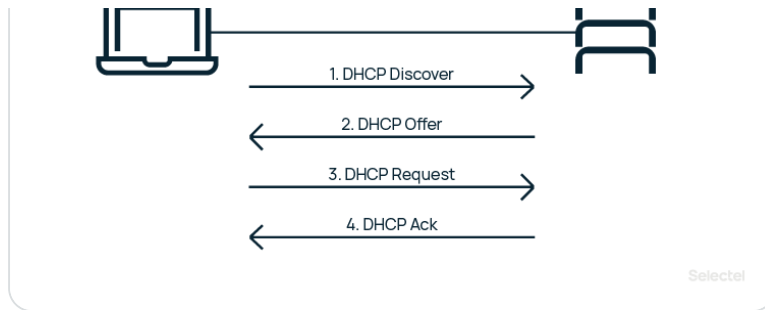 1. DHCP Discover
2. DHCP Offer
3. DHCP Request
4. DHCP Ack
Selectel